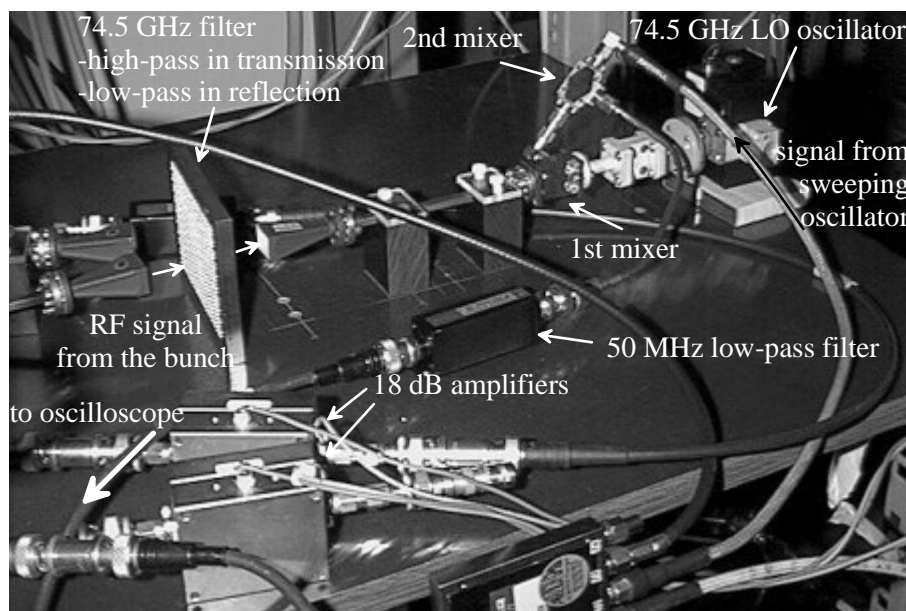 74.5 GHz filter
-high-pass in transmission
-low-pass in reflection
2nd mixer
74.5 GHz LO oscillator
signal from
sweeping
oscillator
1st mixer
RF signal
from the bunch
50 MHz low-pass filter
18 dB amplifiers
to oscilloscope